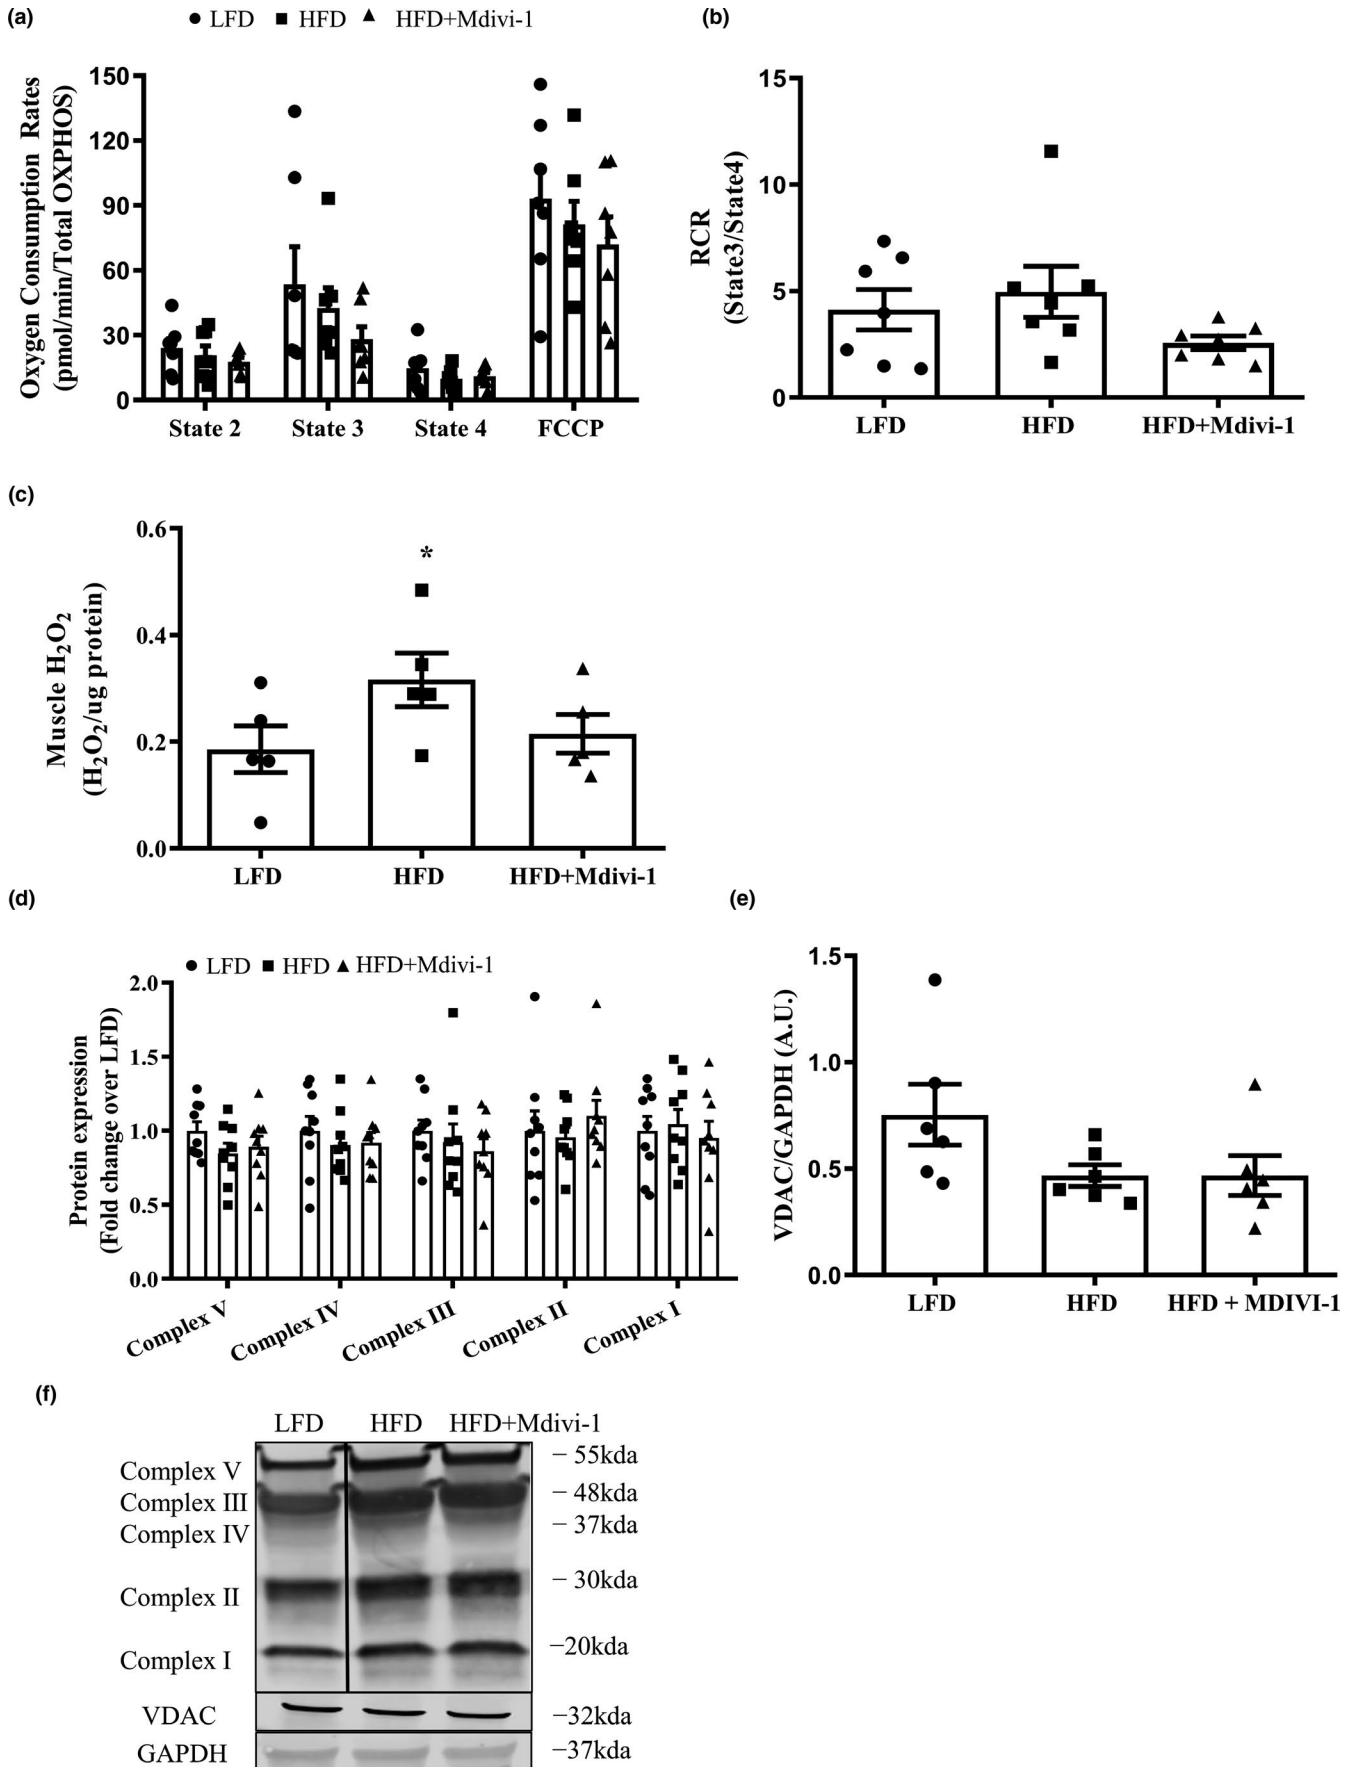 (a)
LFD HFD HFD+Mdivi-1
Oxygen Consumption Rates
(pmol/min/Total OXPHOS)
150
120
90
60
30
0
State 2 State 3 State 4 FCCP
(b)
RCR
(State3/State4)
15
10
5
0
LFD HFD HFD+Mdivi-1
(c)
Muscle H2O2
(H2O2/ug protein)
0.6
0.4
0.2
0.0
*
LFD HFD HFD+Mdivi-1
(d)
LFD HFD HFD+Mdivi-1
Protein expression
(Fold change over LFD)
2.0
1.5
1.0
0.5
0.0
Complex V Complex IV Complex III Complex II Complex I
(e)
VDAC/GAPDH (A.U.)
1.5
1.0
0.5
0.0
LFD HFD HFD + MDIVI-1
(f)
LFD HFD HFD+Mdivi-1
Complex V – 55kda
Complex III – 48kda
Complex IV – 37kda
Complex II – 30kda
Complex I –20kda
VDAC –32kda
GAPDH –37kda